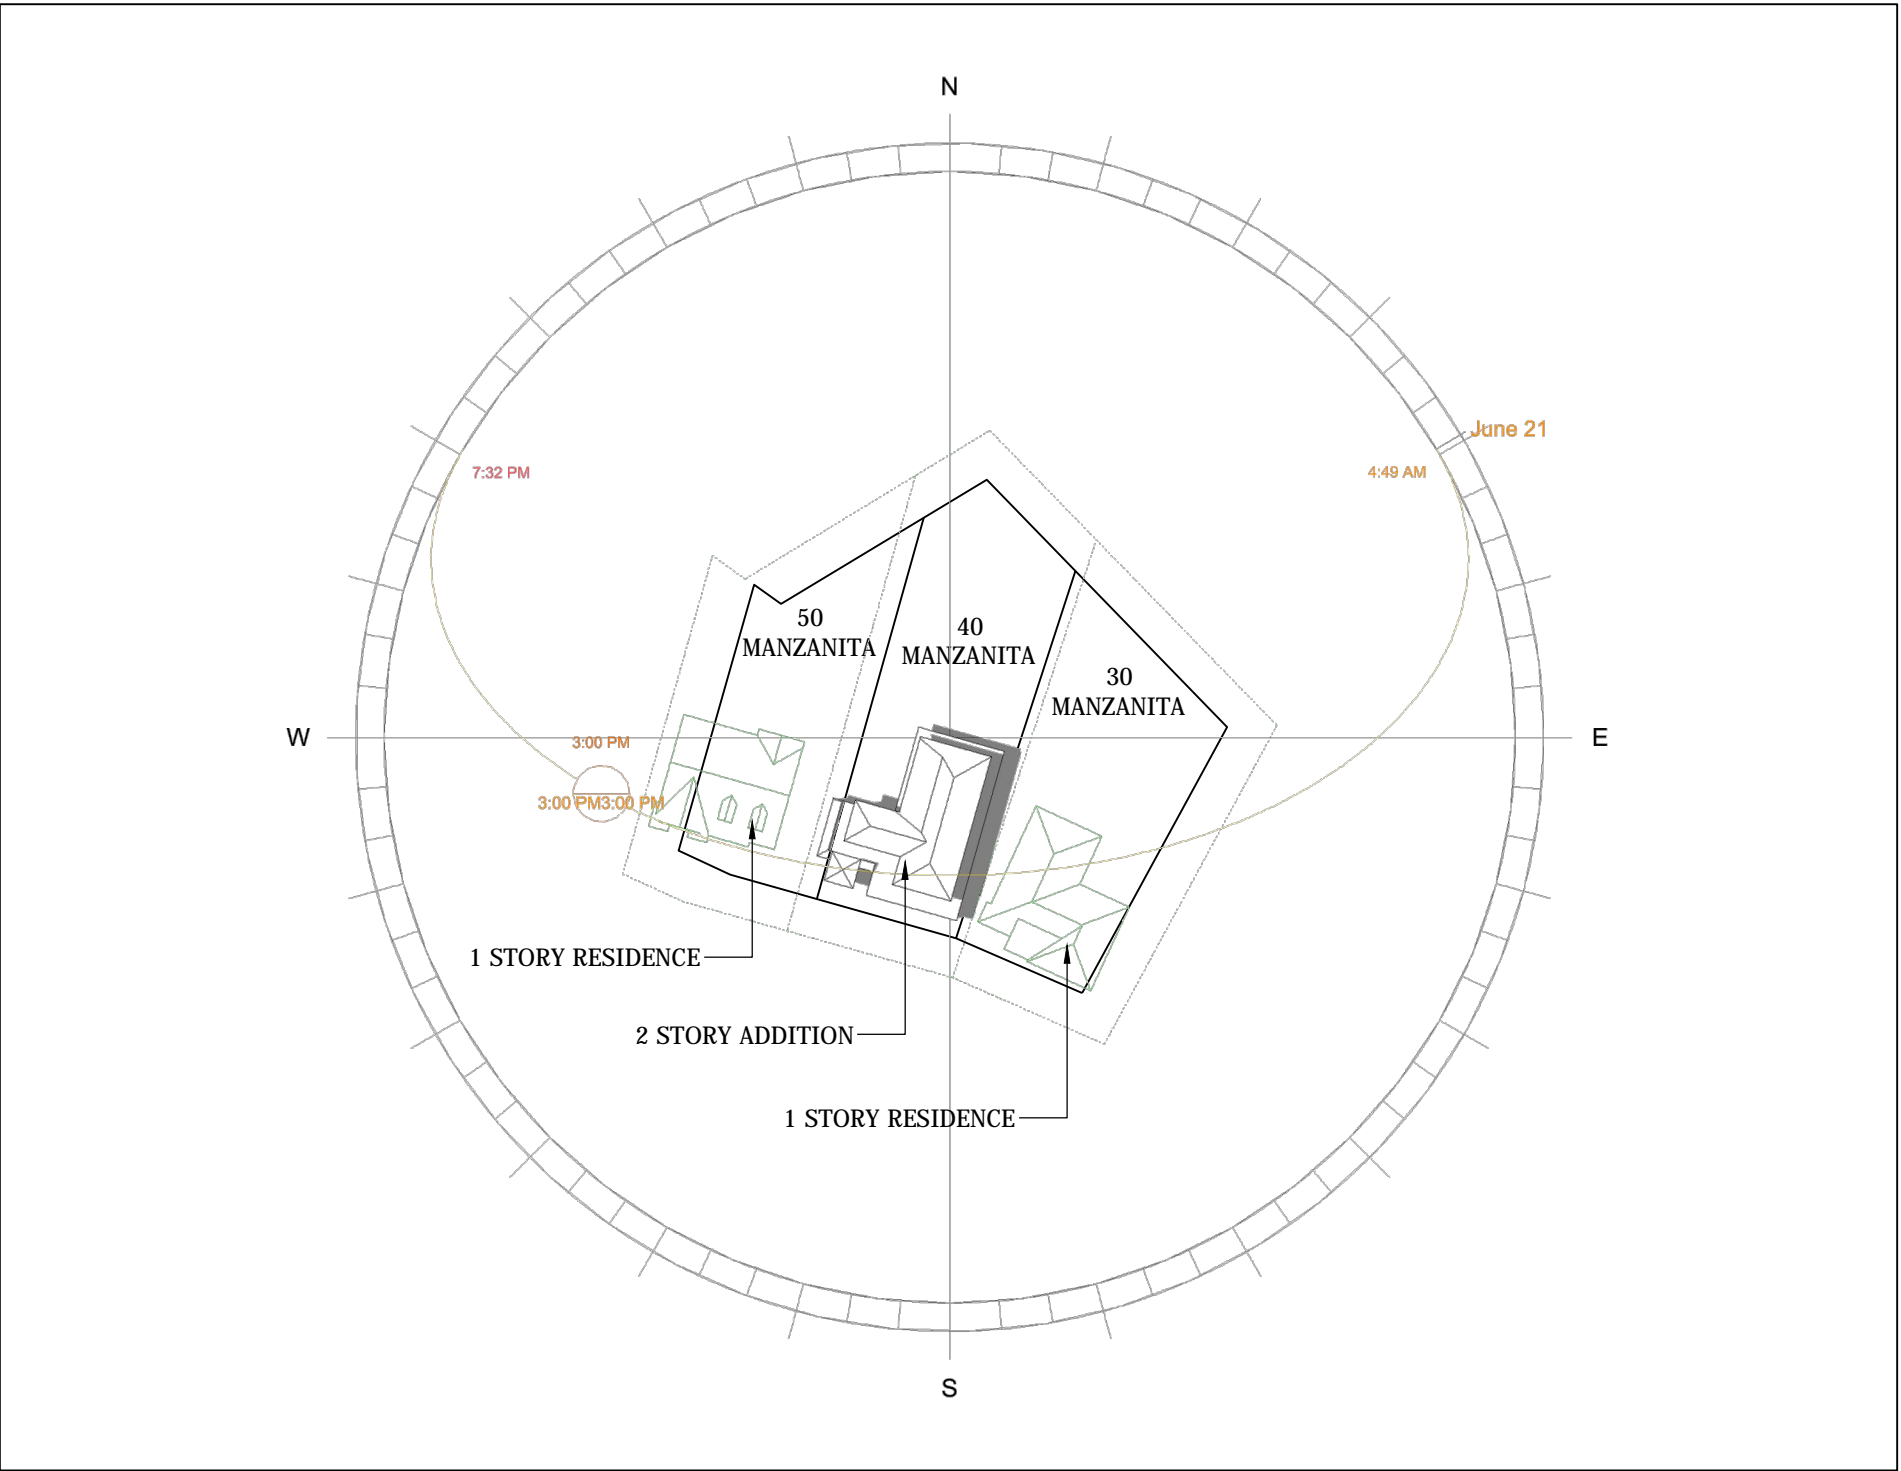 N
June 21
7:32 PM
4:49 AM
50
MANZANITA
40
MANZANITA
30
MANZANITA
W
E
3:00 PM
3:00 PM3:00 PM
1 STORY RESIDENCE
2 STORY ADDITION
1 STORY RESIDENCE
S